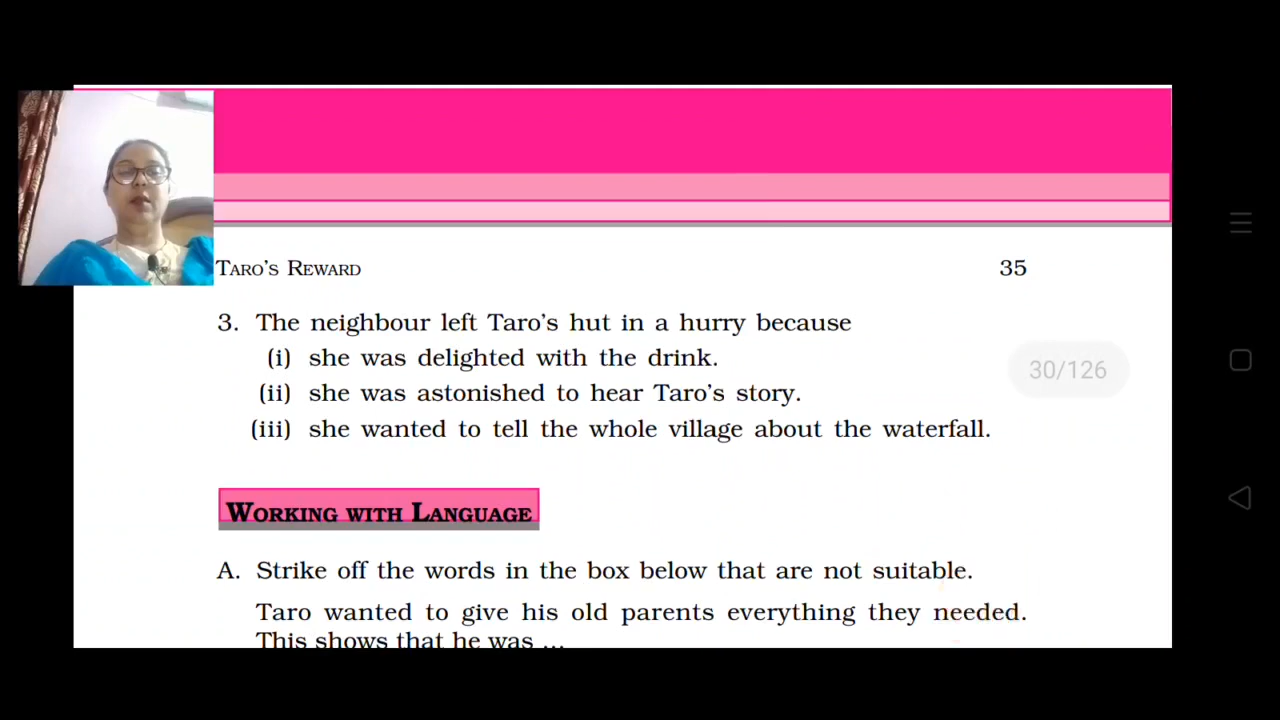 TARO'S REWARD 35
3. The neighbour left Taro's hut in a hurry because
(i) she was delighted with the drink.
30/126
(ii) she was astonished to hear Taro's story.
(iii) she wanted to tell the whole village about the waterfall.
WORKING WITH LANGUAGE
A. Strike off the words in the box below that are not suitable.
Taro wanted to give his old parents everything they needed.
This shows that he was ...